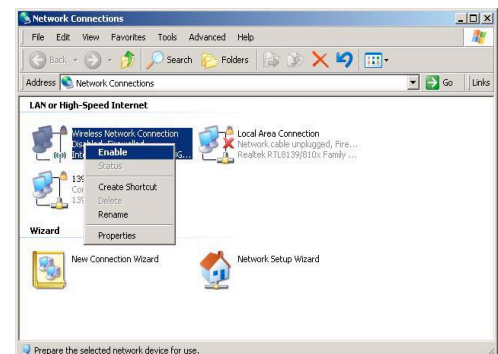 Network Connections
File Edit View Favorites Tools Advanced Help
Back Search Folders
Address Network Connections Go Links
LAN or High-Speed Internet
Wireless Network Connection
Disabled, Firewalled
Enable
Status
Create Shortcut
Delete
Rename
Properties
Local Area Connection
Network cable unplugged, Fire...
Realtek RTL8139/810x Family ...
Wizard
New Connection Wizard
Network Setup Wizard
Prepare the selected network device for use.